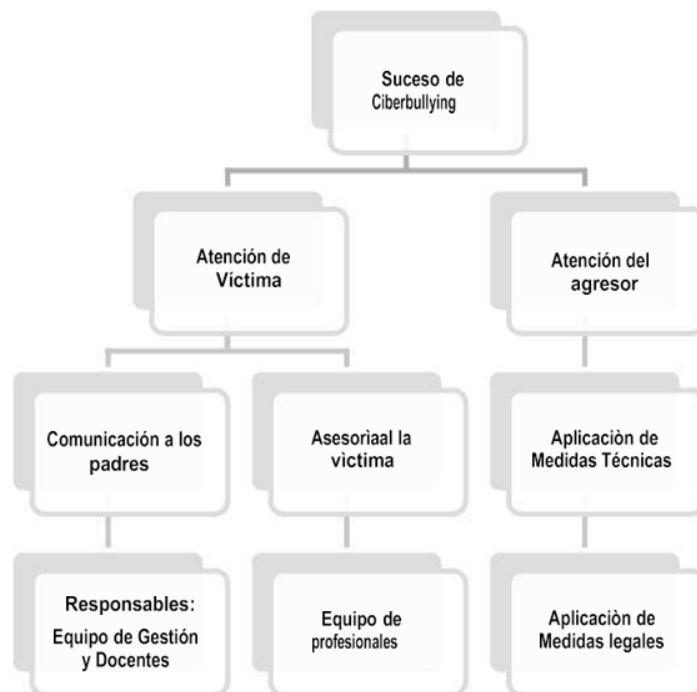 Suceso de
Ciberbullying
Atención de
Víctima
Atención del
agresor
Comunicación a los
padres
Asesorìaal la
vìctima
Aplicaciòn de
Medidas Técnicas
Responsables:
Equipo de Gestión
y Docentes
Equipo de
profesionales
Aplicaciòn de
Medidas legales